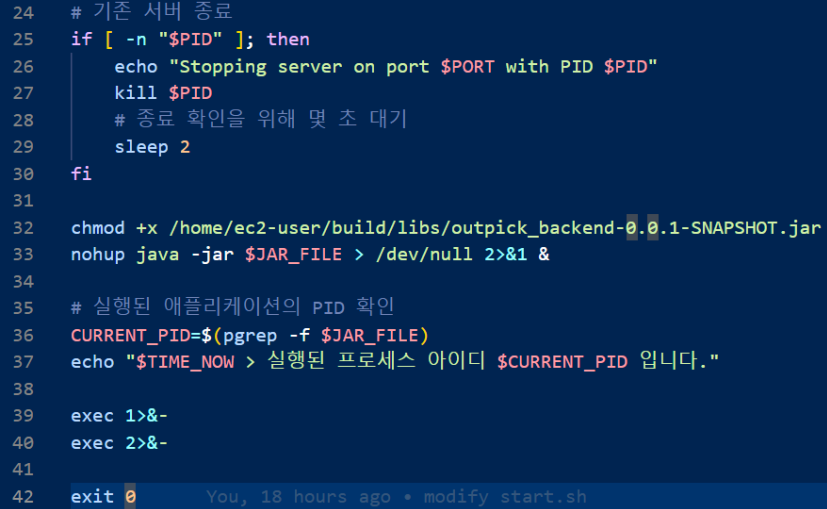 24 # 기존 서버 종료
25 if [ -n "$PID" ]; then
26     echo "Stopping server on port $PORT with PID $PID"
27     kill $PID
28     # 종료 확인을 위해 몇 초 대기
29     sleep 2
30 fi
31
32 chmod +x /home/ec2-user/build/libs/outpick_backend-0.0.1-SNAPSHOT.jar
33 nohup java -jar $JAR_FILE > /dev/null 2>&1 &
34
35 # 실행된 애플리케이션의 PID 확인
36 CURRENT_PID=$(pgrep -f $JAR_FILE)
37 echo "$TIME_NOW > 실행된 프로세스 아이디 $CURRENT_PID 입니다."
38
39 exec 1>&-
40 exec 2>&-
41
42 exit 0 You, 18 hours ago • modify start.sh